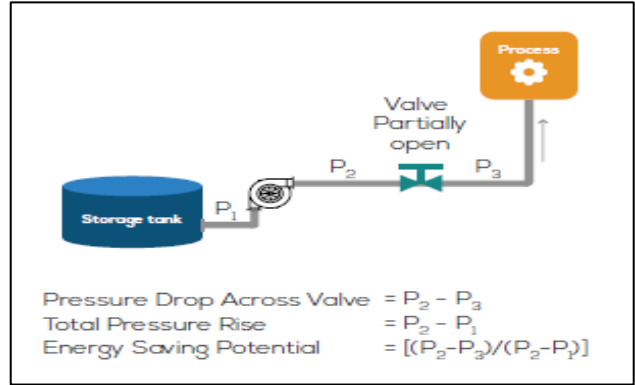 Process
Valve
Partially
open
P₂
P₃
P₁
Storage tank
Pressure Drop Across Valve = P₂ - P₃
Total Pressure Rise = P₂ - P₁
Energy Saving Potential = [(P₂-P₃)/(P₂-P₁)]